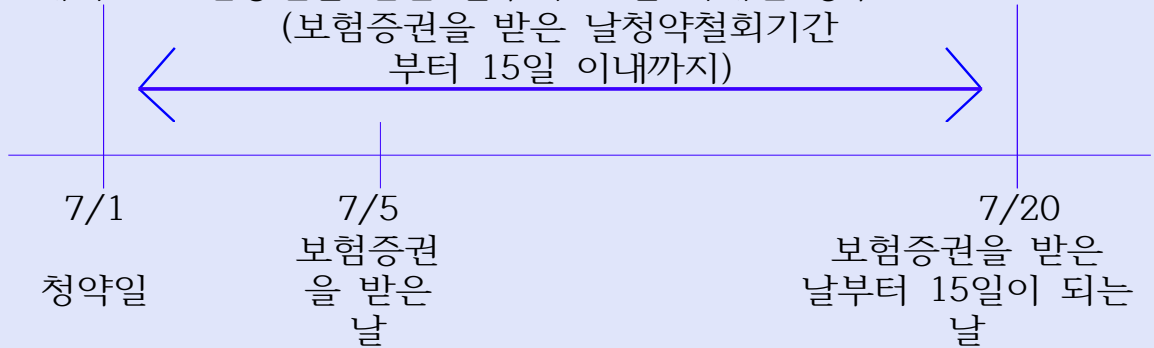 (보험증권을 받은 날청약철회기간
부터 15일 이내까지)
7/1
청약일
7/5
보험증권
을 받은
날
7/20
보험증권을 받은
날부터 15일이 되는
날